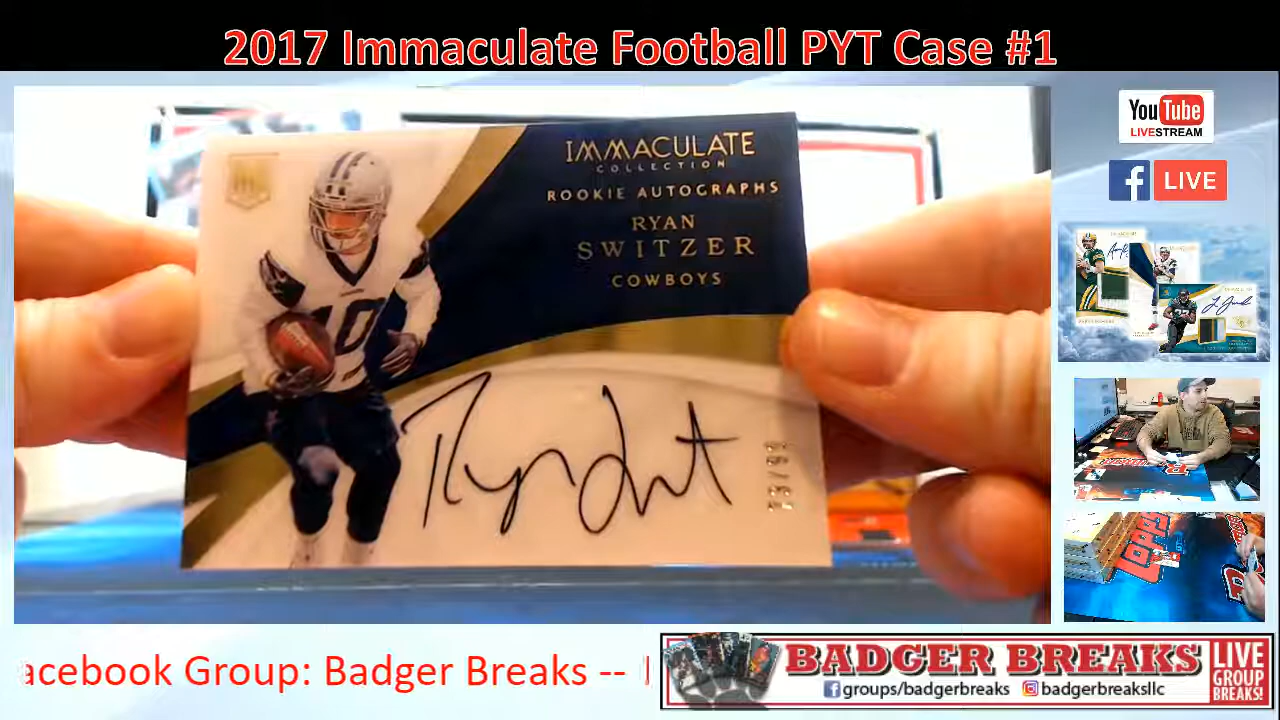 2017 Immaculate Football PYT Case #1
IMMACULATE
COLLECTION
ROOKIE AUTOGRAPHS
RYAN
SWITZER
COWBOYS
10
YouTube
LIVESTREAM
f LIVE
acebook Group: Badger Breaks --
BADGER BREAKS
LIVE
GROUP
BREAKS!
groups/badgerbreaks
badgerbreaksllc